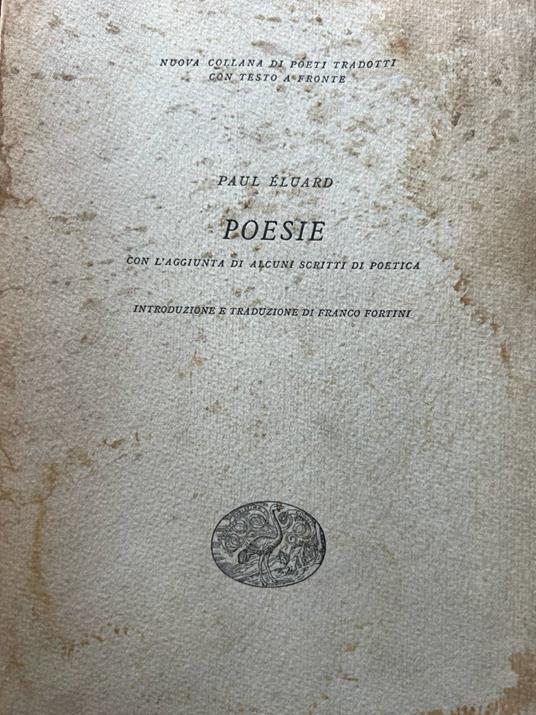 NUOVA COLLANA DI POETI TRADOTTI
CON TESTO A FRONTE
PAUL ÉLUARD
POESIE
CON L'AGGIUNTA DI ALCUNI SCRITTI DI POETICA
INTRODUZIONE E TRADUZIONE DI FRANCO FORTINI